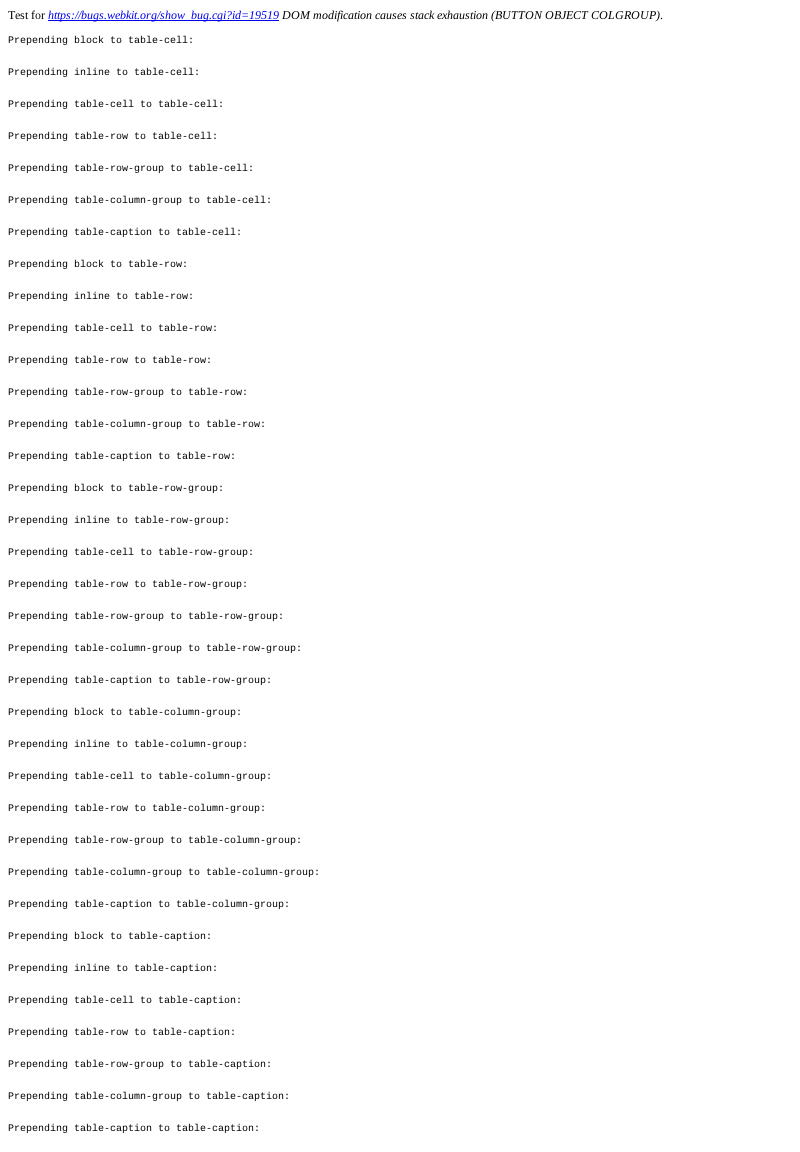 Test for https://bugs.webkit.org/show_bug.cgi?id=19519 DOM modification causes stack exhaustion (BUTTON OBJECT COLGROUP).
Prepending block to table-cell:
Prepending inline to table-cell:
Prepending table-cell to table-cell:
Prepending table-row to table-cell:
Prepending table-row-group to table-cell:
Prepending table-column-group to table-cell:
Prepending table-caption to table-cell:
Prepending block to table-row:
Prepending inline to table-row:
Prepending table-cell to table-row:
Prepending table-row to table-row:
Prepending table-row-group to table-row:
Prepending table-column-group to table-row:
Prepending table-caption to table-row:
Prepending block to table-row-group:
Prepending inline to table-row-group:
Prepending table-cell to table-row-group:
Prepending table-row to table-row-group:
Prepending table-row-group to table-row-group:
Prepending table-column-group to table-row-group:
Prepending table-caption to table-row-group:
Prepending block to table-column-group:
Prepending inline to table-column-group:
Prepending table-cell to table-column-group:
Prepending table-row to table-column-group:
Prepending table-row-group to table-column-group:
Prepending table-column-group to table-column-group:
Prepending table-caption to table-column-group:
Prepending block to table-caption:
Prepending inline to table-caption:
Prepending table-cell to table-caption:
Prepending table-row to table-caption:
Prepending table-row-group to table-caption:
Prepending table-column-group to table-caption:
Prepending table-caption to table-caption: